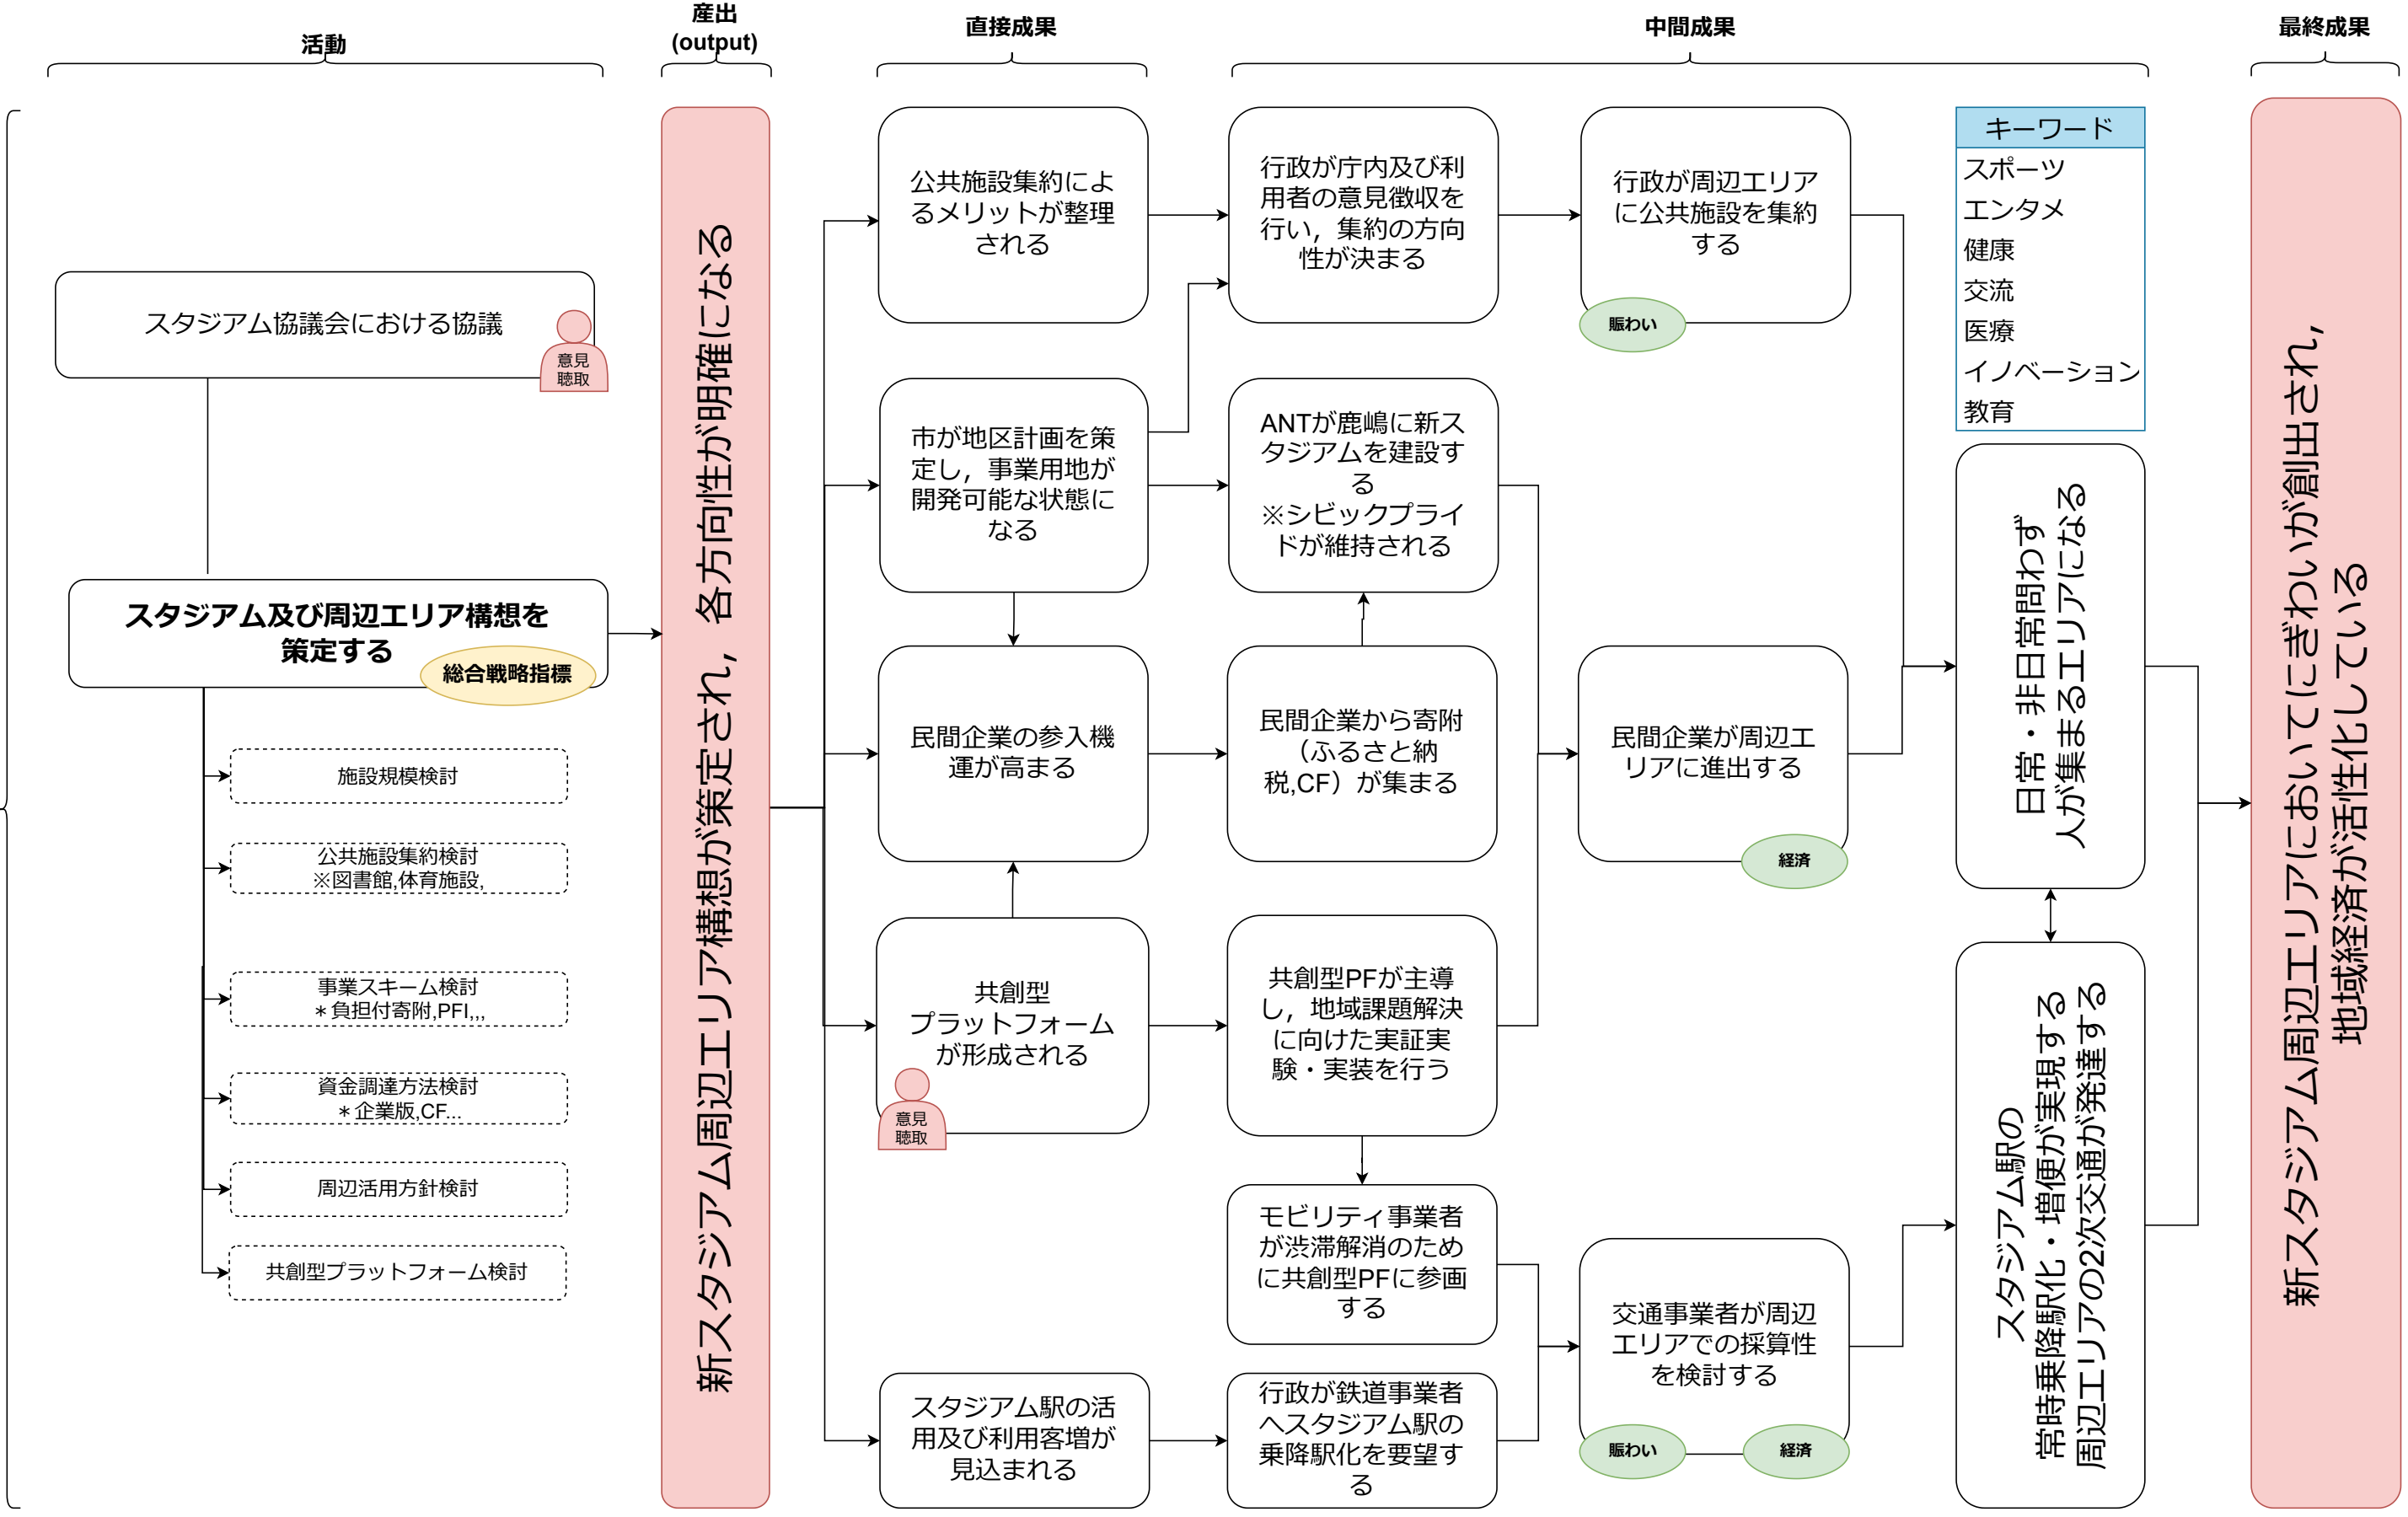 活動
産出
(output)
直接成果
中間成果
最終成果
スタジアム協議会における協議
意見
聴取
スタジアム及び周辺エリア構想を
策定する
総合戦略指標
施設規模検討
公共施設集約検討
※図書館,体育施設,
事業スキーム検討
＊負担付寄附,PFI,,,
資金調達方法検討
＊企業版,CF...
周辺活用方針検討
共創型プラットフォーム検討
新スタジアム周辺エリア構想が策定され，各方向性が明確になる
公共施設集約によ
るメリットが整理
される
市が地区計画を策
定し，事業用地が
開発可能な状態に
なる
民間企業の参入機
運が高まる
共創型
プラットフォーム
が形成される
意見
聴取
スタジアム駅の活
用及び利用客増が
見込まれる
行政が庁内及び利
用者の意見徴収を
行い，集約の方向
性が決まる
ANTが鹿嶋に新ス
タジアムを建設す
る
※シビックプライ
ドが維持される
民間企業から寄附
（ふるさと納
税,CF）が集まる
共創型PFが主導
し，地域課題解決
に向けた実証実
験・実装を行う
モビリティ事業者
が渋滞解消のため
に共創型PFに参画
する
行政が鉄道事業者
へスタジアム駅の
乗降駅化を要望す
る
行政が周辺エリア
に公共施設を集約
する
賑わい
民間企業が周辺エ
リアに進出する
経済
交通事業者が周辺
エリアでの採算性
を検討する
賑わい
経済
キーワード
スポーツ
エンタメ
健康
交流
医療
イノベーション
教育
日常・非日常問わず
人が集まるエリアになる
スタジアム駅の
常時乗降駅化・増便が実現する
周辺エリアの2次交通が発達する
新スタジアム周辺エリアにおいてにぎわいが創出され，
地域経済が活性化している